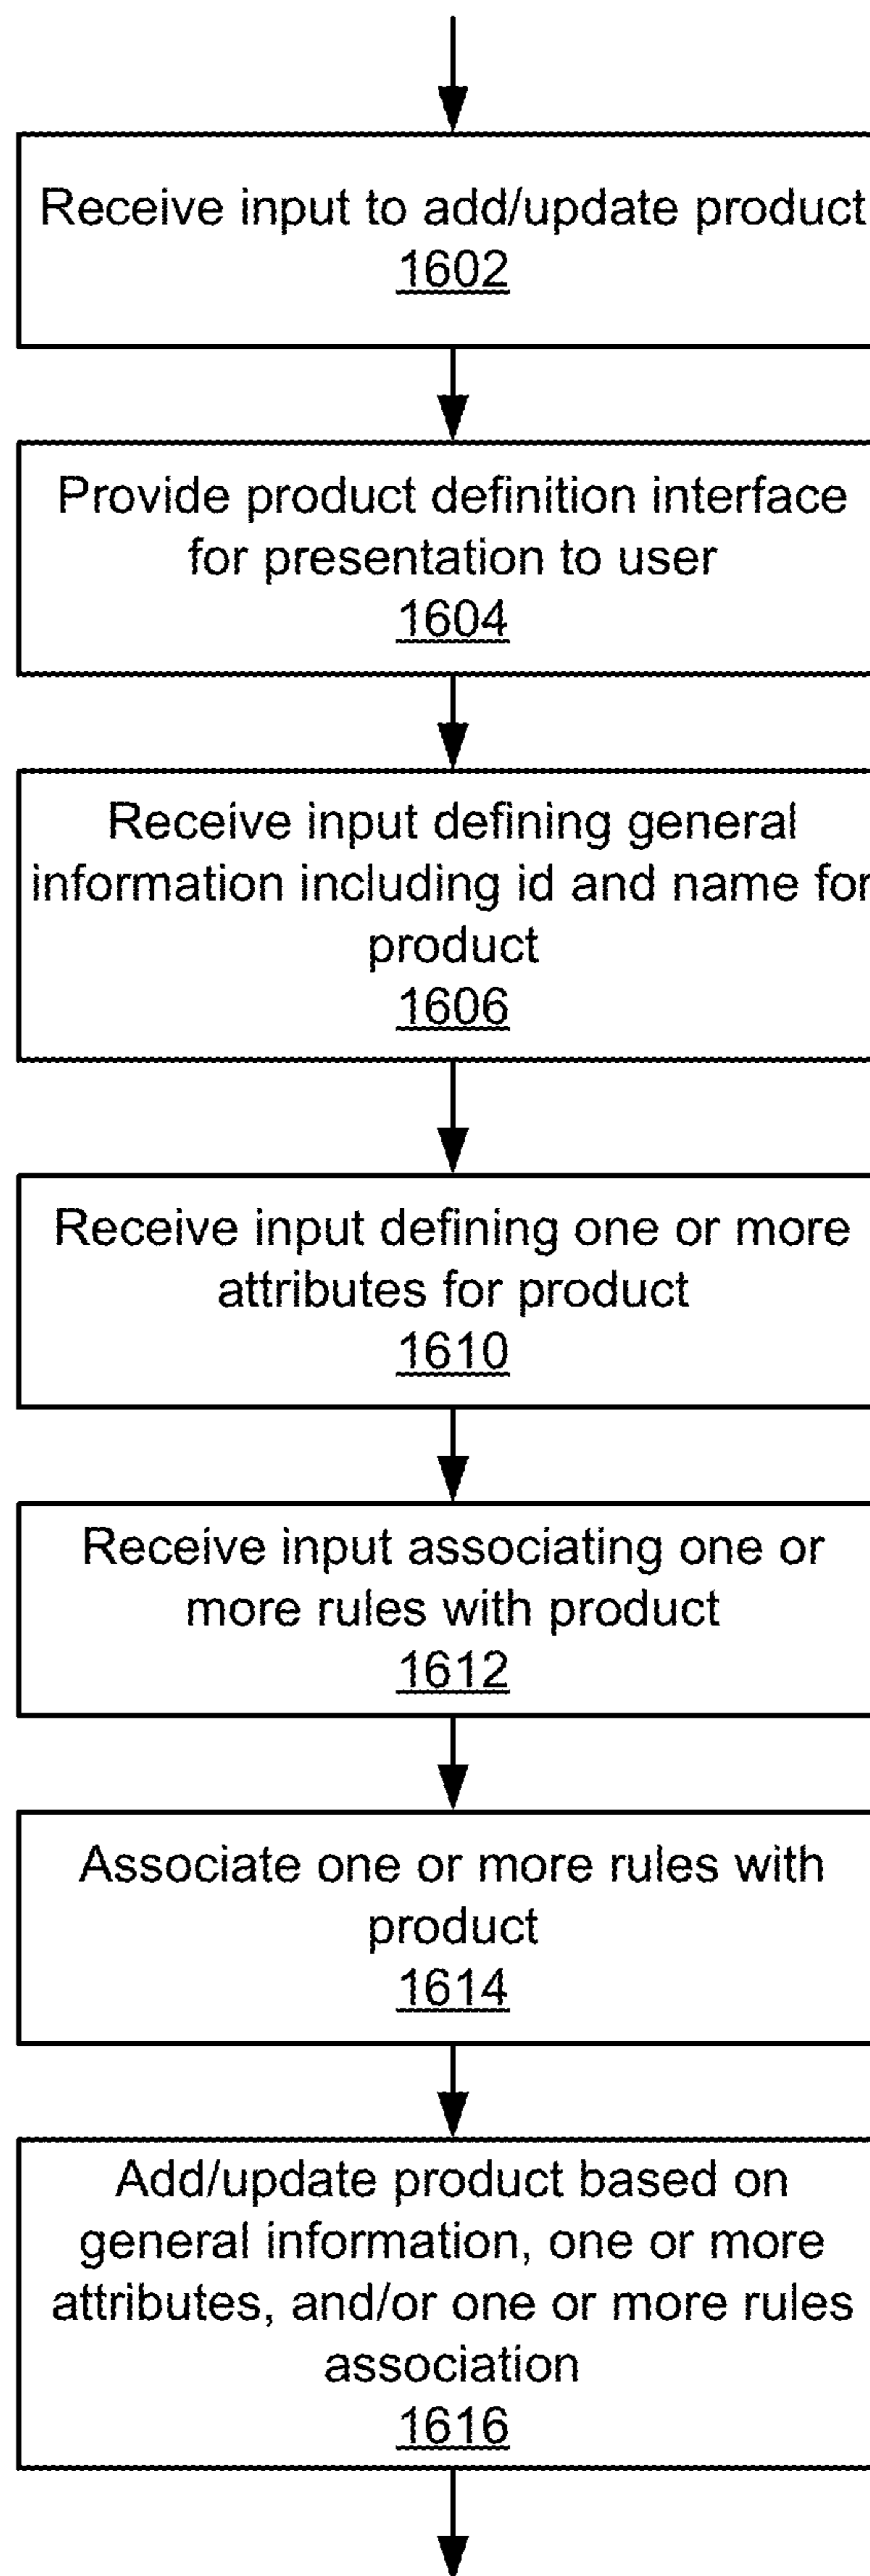 Receive input to add/update product
1602
Provide product definition interface
for presentation to user
1604
Receive input defining general
information including id and name for
product
1606
Receive input defining one or more
attributes for product
1610
Receive input associating one or
more rules with product
1612
Associate one or more rules with
product
1614
Add/update product based on
general information, one or more
attributes, and/or one or more rules
association
1616